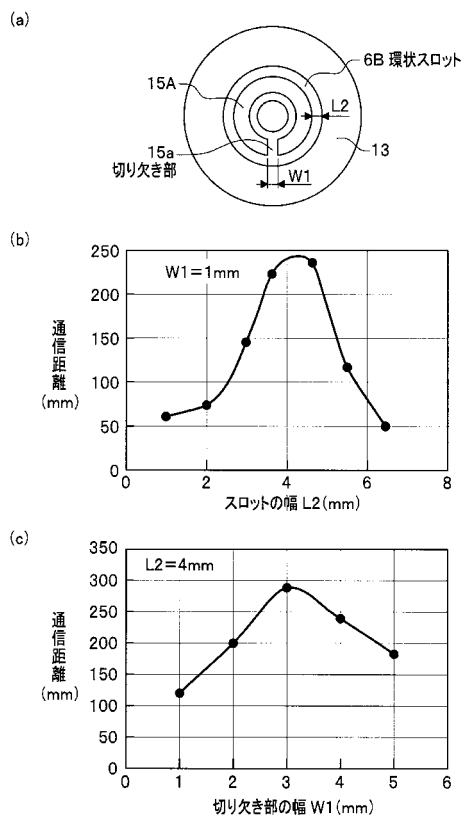 (a)
6B 環状スロット
15A
L2
15a
切り欠き部
W1
13
(b)
W1=1mm
250
200
150
100
50
0
通信距離
(mm)
0 2 4 6 8
スロットの幅 L2(mm)
(c)
L2=4mm
350
300
250
200
150
100
50
0
通信距離
(mm)
0 1 2 3 4 5 6
切り欠き部の幅 W1(mm)